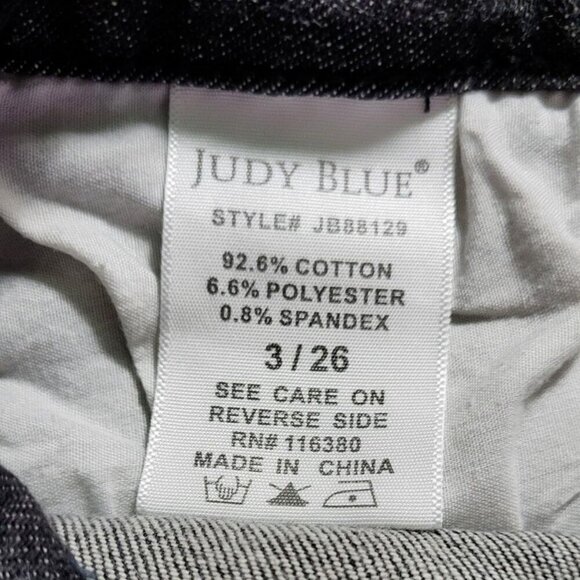 JUDY BLUE®
STYLE# JB88129
92.6% COTTON
6.6% POLYESTER
0.8% SPANDEX
3 / 26
SEE CARE ON
REVERSE SIDE
RN# 116380
MADE IN CHINA